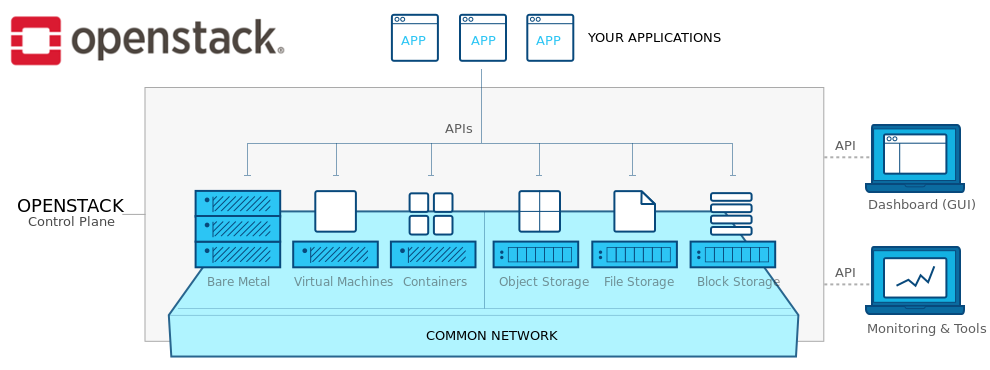 openstack.
APP APP APP YOUR APPLICATIONS
APIs
API
OPENSTACK
Control Plane
Dashboard (GUI)
API
Bare Metal Virtual Machines Containers Object Storage File Storage Block Storage
Monitoring & Tools
COMMON NETWORK